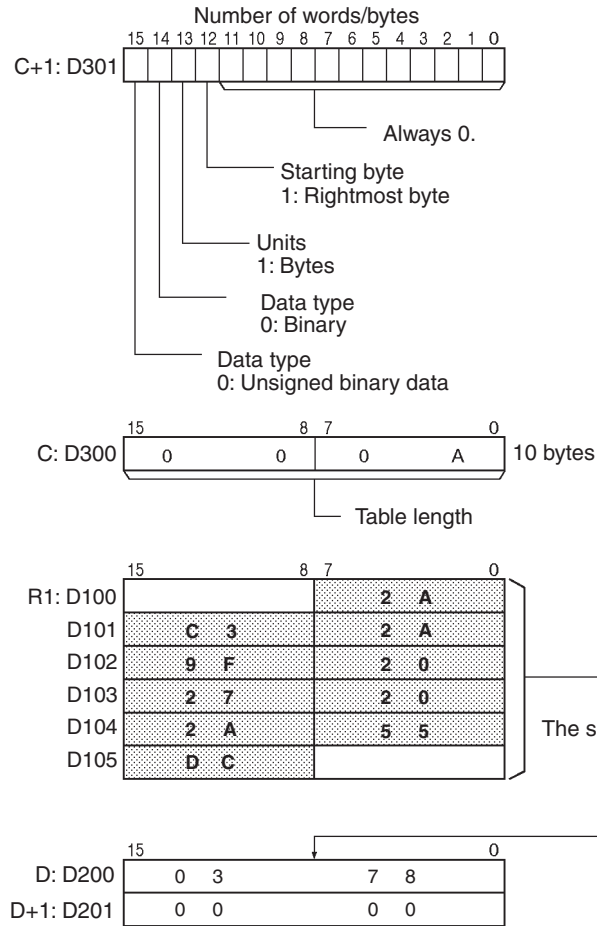 Number of words/bytes
15 14 13 12 11 10 9 8 7 6 5 4 3 2 1 0
C+1: D301
Always 0.
Starting byte
1: Rightmost byte
Units
1: Bytes
Data type
0: Binary
Data type
0: Unsigned binary data
15 8 7 0
C: D300 0 0 0 A 10 bytes
Table length
15 8 7 0
R1: D100 2 A
D101 C 3 2 A
D102 9 F 2 0
D103 2 7 2 0
D104 2 A 5 5
The s
D105 D C
15 0
D: D200 0 3 7 8
D+1: D201 0 0 0 0